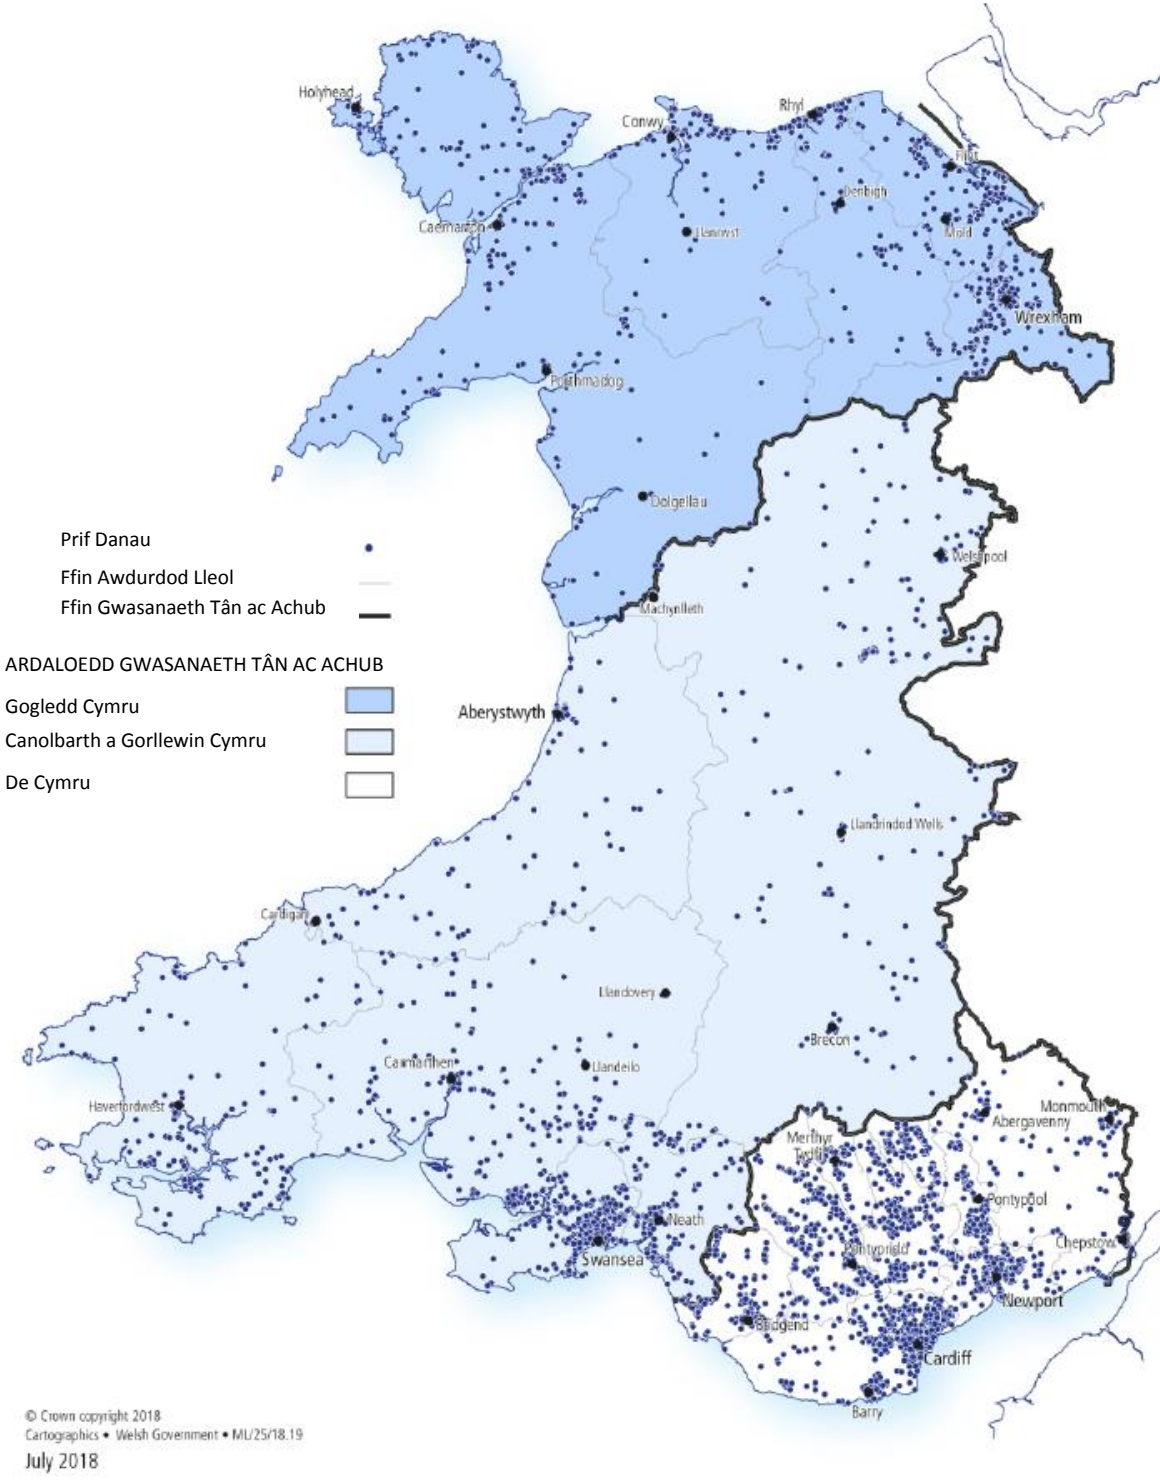 Holyhead
Rhyl
Conwy
Flint
Denbigh
Caernarfon
Llanrwst
Mold
Wrexham
Porthmadog
Dolgellau
Prif Danau
Ffin Awdurdod Lleol
Ffin Gwasanaeth Tân ac Achub
Welshpool
Machynlleth
ARDALOEDD GWASANAETH TÂN AC ACHUB
Gogledd Cymru
Canolbarth a Gorllewin Cymru
De Cymru
Aberystwyth
Llandrindod Wells
Cardigan
Llandovery
Brecon
Carmarthen
Llandeilo
Haverfordwest
Monmouth
Abergavenny
Merthyr
Tydfil
Pontypool
Neath
Swansea
Pontypridd
Chepstow
Newport
Bridgend
Cardiff
Barry
© Crown copyright 2018
Cartographics • Welsh Government • ML/25/18.19
July 2018